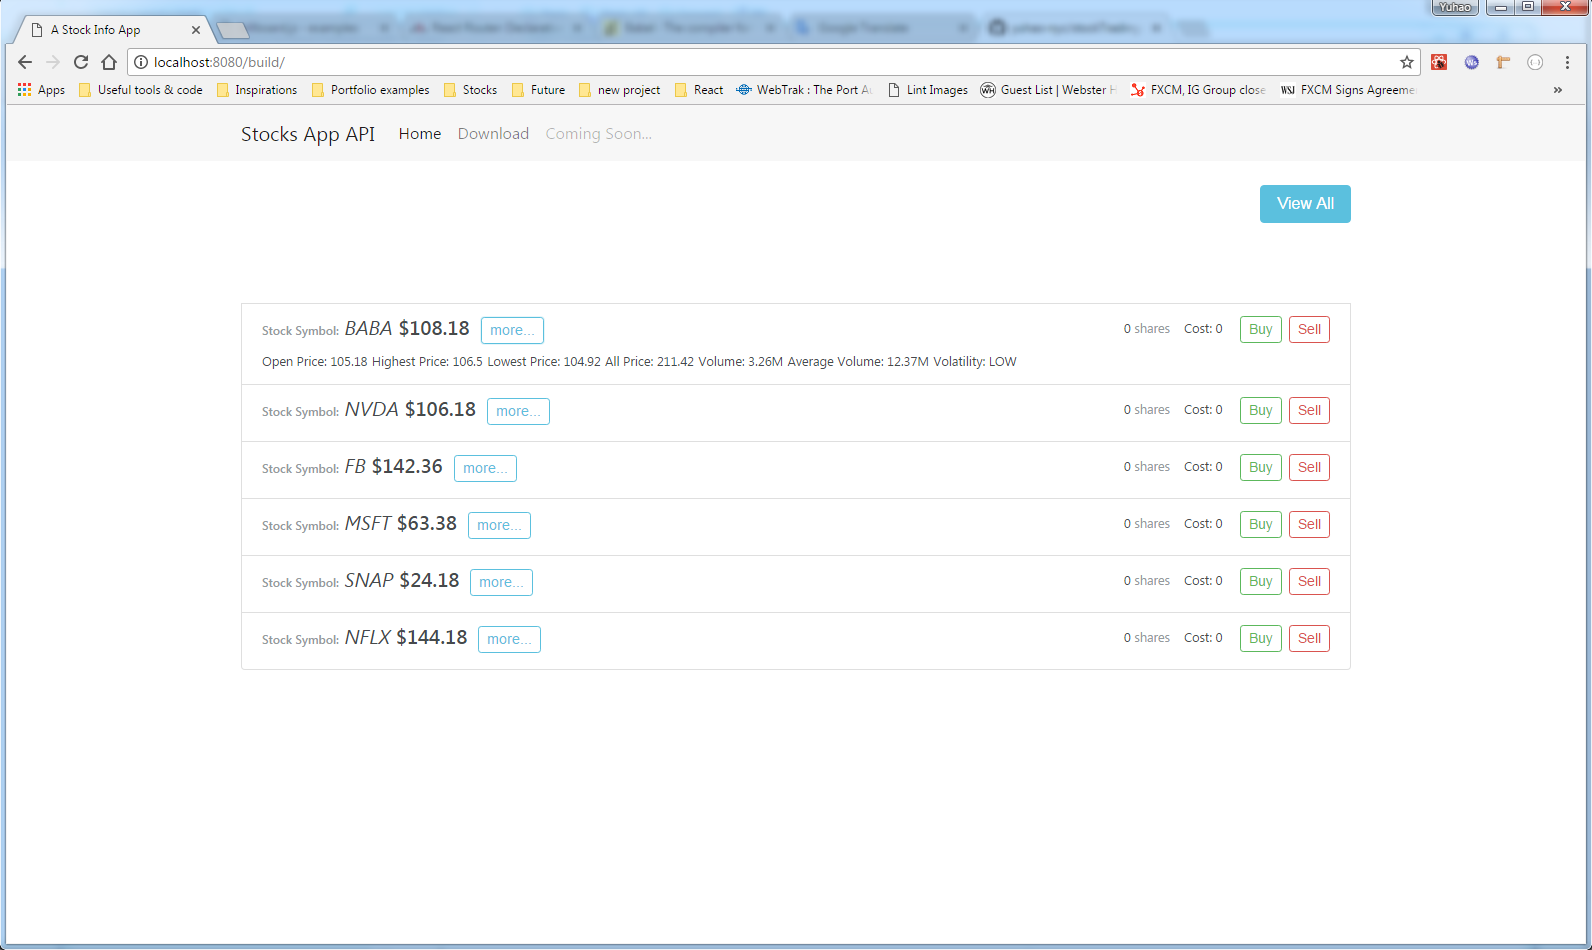 Yuhao
A Stock Info App
localhost:8080/build/
Apps Useful tools & code Inspirations Portfolio examples Stocks Future new project React WebTrak : The Port Lint Images Guest List | Webster FXCM, IG Group close WSJ FXCM Signs
Stocks App API Home Download Coming Soon...
View All
Stock Symbol: BABA $108.18 more... 0 shares Cost: 0 Buy Sell
Open Price: 105.18 Highest Price: 106.5 Lowest Price: 104.92 All Price: 211.42 Volume: 3.26M Average Volume: 12.37M Volatility: LOW
Stock Symbol: NVDA $106.18 more... 0 shares Cost: 0 Buy Sell
Stock Symbol: FB $142.36 more... 0 shares Cost: 0 Buy Sell
Stock Symbol: MSFT $63.38 more... 0 shares Cost: 0 Buy Sell
Stock Symbol: SNAP $24.18 more... 0 shares Cost: 0 Buy Sell
Stock Symbol: NFLX $144.18 more... 0 shares Cost: 0 Buy Sell